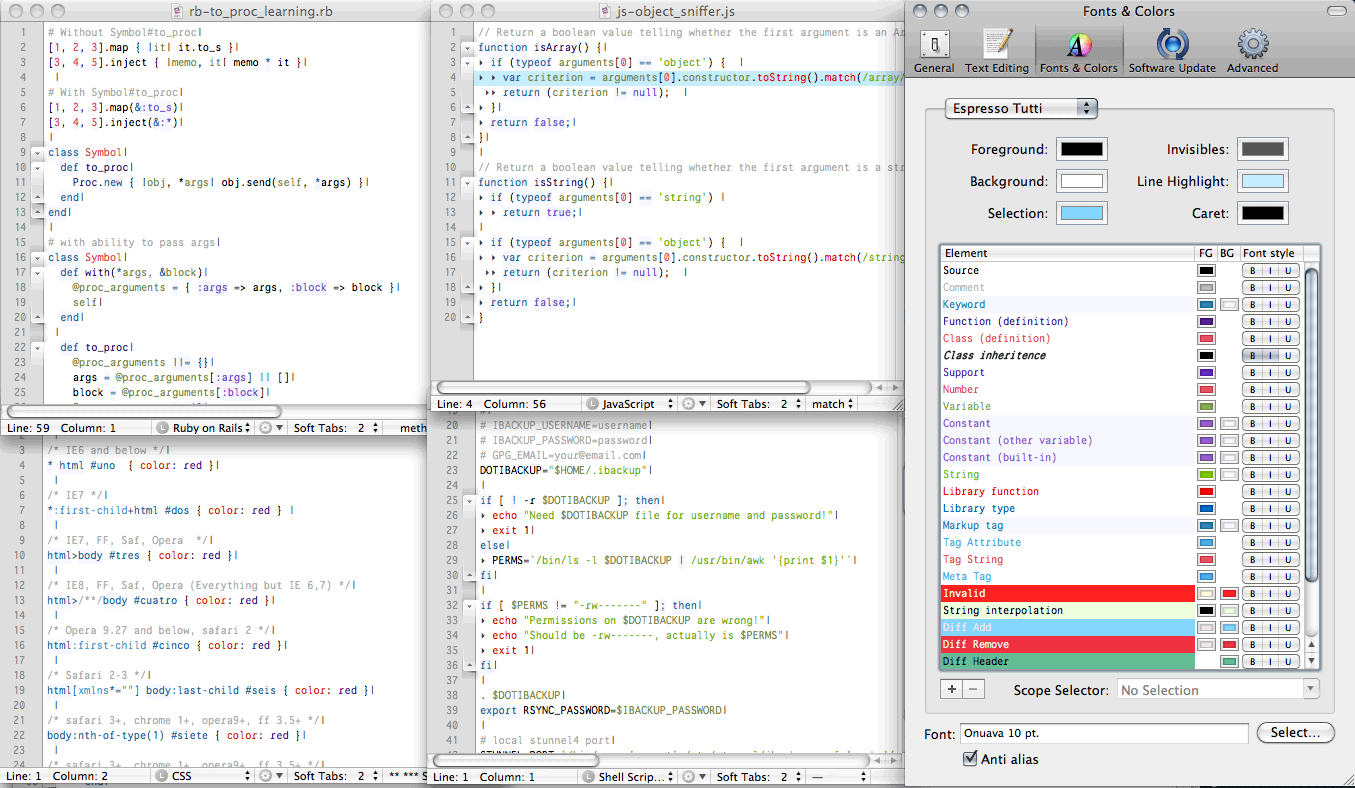 rb-to_proc_learning.rb
1 # Without Symbol#to_proc
2 [1, 2, 3].map { |it| it.to_s }
3 [3, 4, 5].inject { |memo, it| memo * it }
4
5 # With Symbol#to_proc
6 [1, 2, 3].map(&:to_s)
7 [3, 4, 5].inject(&:*)
8
9 class Symbol
10 def to_proc
11 Proc.new { |obj, *args| obj.send(self, *args) }
12 end
13 end
14
15 # with ability to pass args
16 class Symbol
17 def with(*args, &block)
18 @proc_arguments = { :args => args, :block => block }
19 self
20 end
21
22 def to_proc
23 @proc_arguments ||= {}
24 args = @proc_arguments[:args] || []
25 block = @proc_arguments[:block]
Line: 59 Column: 1 Ruby on Rails Soft Tabs: 2 meth
3 /* IE6 and below */
4 * html #uno { color: red }
5
6 /* IE7 */
7 *:first-child+html #dos { color: red }
8
9 /* IE7, FF, Saf, Opera */
10 html>body #tres { color: red }
11
12 /* IE8, FF, Saf, Opera (Everything but IE 6,7) */
13 html>/**/body #cuatro { color: red }
14
15 /* Opera 9.27 and below, safari 2 */
16 html:first-child #cinco { color: red }
17
18 /* Safari 2-3 */
19 html[xmlns*=""] body:last-child #seis { color: red }
20
21 /* safari 3+, chrome 1+, opera9+, ff 3.5+ */
22 body:nth-of-type(1) #siete { color: red }
23
24 /* safari 3+, chrome 1+, opera9+, ff 3.5+ */
Line: 1 Column: 2 CSS Soft Tabs: 2 ** *** S
js-object_sniffer.js
1 // Return a boolean value telling whether the first argument is an Ar
2 function isArray() {
3 if (typeof arguments[0] == 'object') {
4 var criterion = arguments[0].constructor.toString().match(/array/
5 return (criterion != null);
6 }
7 return false;
8 }
9
10 // Return a boolean value telling whether the first argument is a str
11 function isString() {
12 if (typeof arguments[0] == 'string')
13 return true;
14
15 if (typeof arguments[0] == 'object') {
16 var criterion = arguments[0].constructor.toString().match(/string
17 return (criterion != null);
18 }
19 return false;
20 }
Line: 4 Column: 56 JavaScript Soft Tabs: 2 match
20 # IBACKUP_USERNAME=username
21 # IBACKUP_PASSWORD=password
22 # GPG_EMAIL=your@email.com
23 DOTIBACKUP="$HOME/.ibackup"
24
25 if [ ! -r $DOTIBACKUP ]; then
26 echo "Need $DOTIBACKUP file for username and password!"
27 exit 1
28 else
29 PERMS=`/bin/ls -l $DOTIBACKUP | /usr/bin/awk '{print $1}'`
30 fi
31
32 if [ $PERMS != "-rw-------" ]; then
33 echo "Permissions on $DOTIBACKUP are wrong!"
34 echo "Should be -rw-------, actually is $PERMS"
35 exit 1
36 fi
37
38 . $DOTIBACKUP
39 export RSYNC_PASSWORD=$IBACKUP_PASSWORD
40
41 # local stunnel4 port
Line: 1 Column: 1 Shell Scrip... Soft Tabs: 2 —
Fonts & Colors
General Text Editing Fonts & Colors Software Update Advanced
Espresso Tutti
Foreground: Invisibles:
Background: Line Highlight:
Selection: Caret:
Element FG BG Font style
Source B I U
Comment B I U
Keyword B I U
Function (definition) B I U
Class (definition) B I U
Class inheritence B I U
Support B I U
Number B I U
Variable B I U
Constant B I U
Constant (other variable) B I U
Constant (built-in) B I U
String B I U
Library function B I U
Library type B I U
Markup tag B I U
Tag Attribute B I U
Tag String B I U
Meta Tag B I U
Invalid B I U
String interpolation B I U
Diff Add B I U
Diff Remove B I U
Diff Header B I U
+ − Scope Selector: No Selection
Font: Onuava 10 pt. Select...
Anti alias